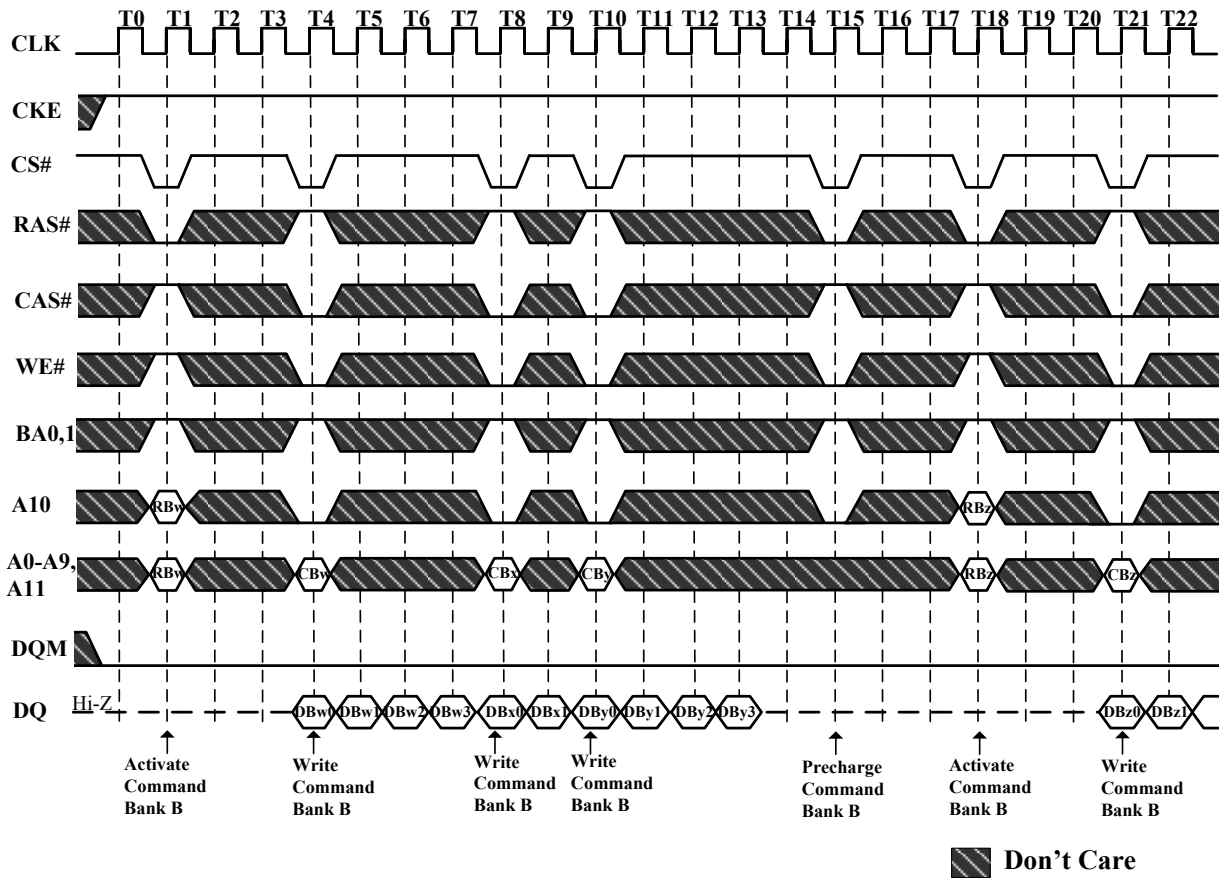 T0 T1 T2 T3 T4 T5 T6 T7 T8 T9 T10 T11 T12 T13 T14 T15 T16 T17 T18 T19 T20 T21 T22
CLK
CKE
CS#
RAS#
CAS#
WE#
BA0,1
A10 RBw RBz
A0-A9,
A11
RBw CBw CBx CBy RBz CBz
DQM
DQ Hi-Z DBw0 DBw1 DBw2 DBw3 DBx0 DBx1 DBy0 DBy1 DBy2 DBy3 DBz0 DBz1
Activate
Command
Bank B
Write
Command
Bank B
Write
Command
Bank B
Write
Command
Bank B
Precharge
Command
Bank B
Activate
Command
Bank B
Write
Command
Bank B
Don't Care